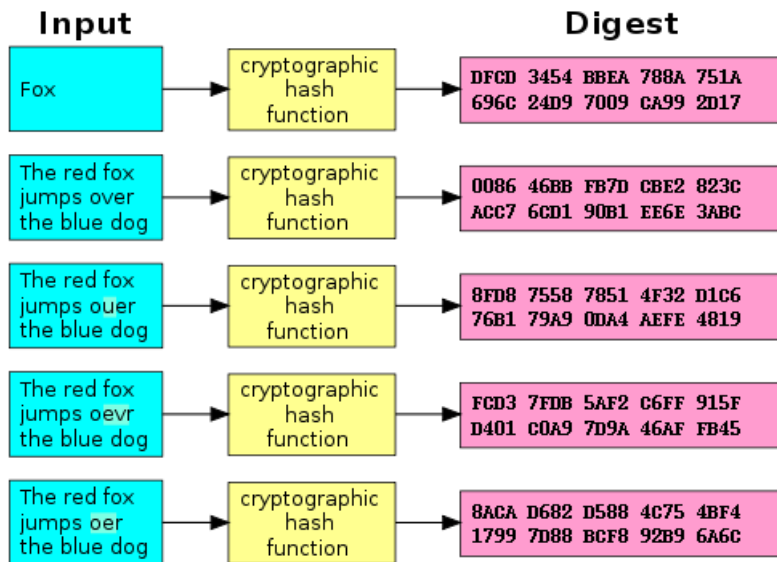 Input
Digest
Fox
cryptographic
hash
function
DFCD 3454 BBEA 788A 751A
696C 24D9 7009 CA99 2D17
The red fox
jumps over
the blue dog
cryptographic
hash
function
0086 46BB FB7D CBE2 823C
ACC7 6CD1 90B1 EE6E 3ABC
The red fox
jumps ouer
the blue dog
cryptographic
hash
function
8FD8 7558 7851 4F32 D1C6
76B1 79A9 0DA4 AEFE 4819
The red fox
jumps oevr
the blue dog
cryptographic
hash
function
FCD3 7FDB 5AF2 C6FF 915F
D401 C0A9 7D9A 46AF FB45
The red fox
jumps oer
the blue dog
cryptographic
hash
function
8ACA D682 D588 4C75 4BF4
1799 7D88 BCF8 92B9 6A6C